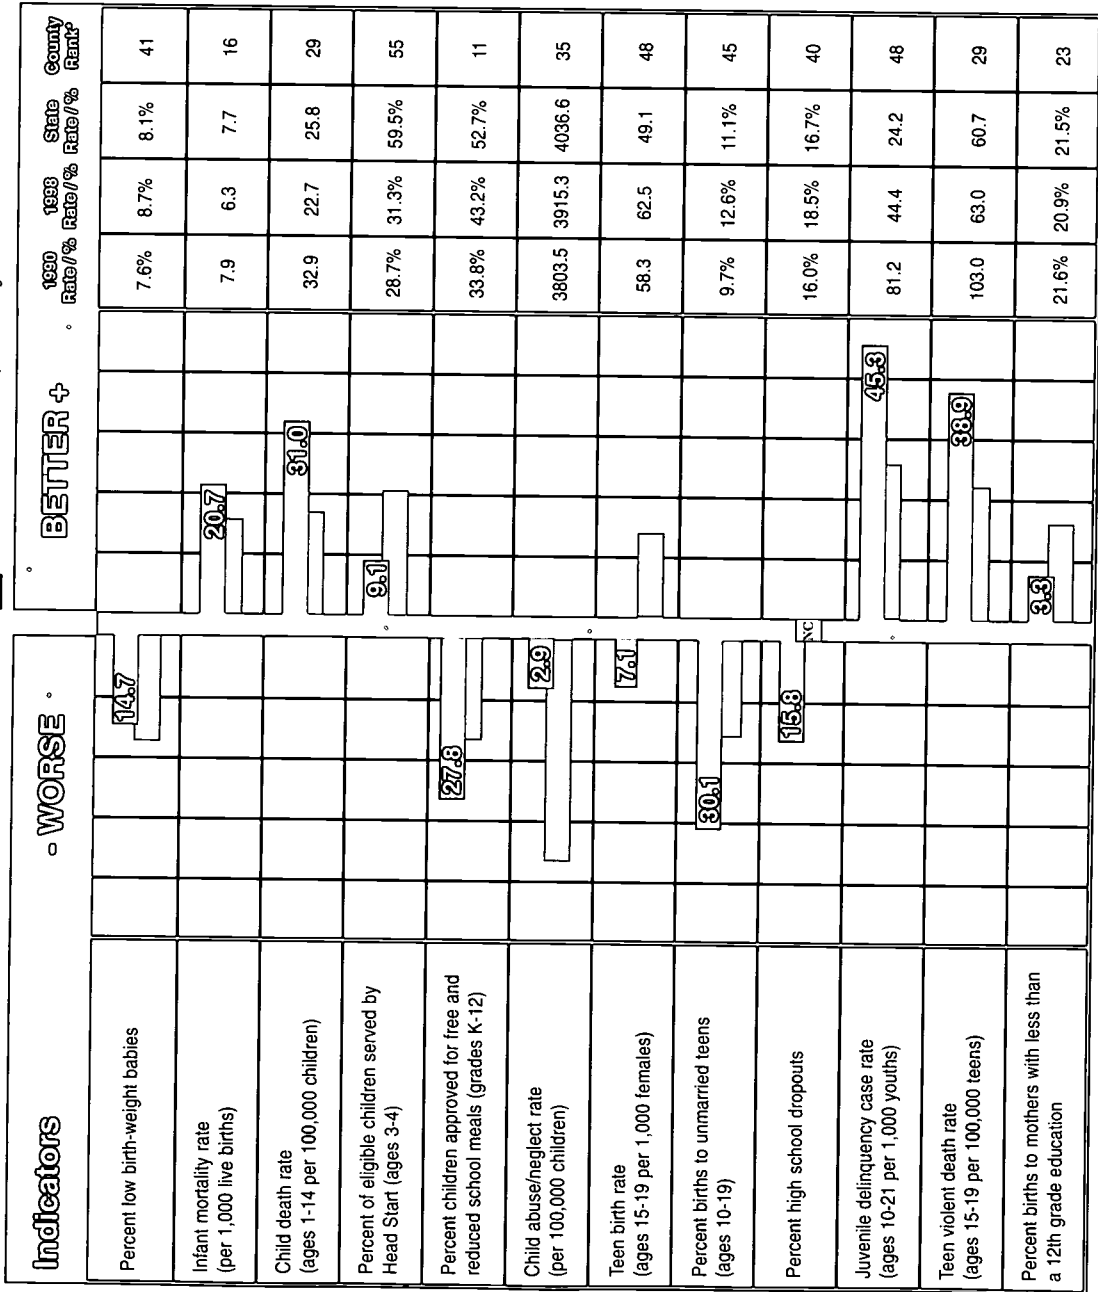 Indicators
- WORSE -
BETTER +
1990
Rate / %
1998
Rate / %
State
Rate / %
County
Rank*
Percent low birth-weight babies
14.7
7.6%
8.7%
8.1%
41
Infant mortality rate
(per 1,000 live births)
20.7
7.9
6.3
7.7
16
Child death rate
(ages 1-14 per 100,000 children)
31.0
32.9
22.7
25.8
29
Percent of eligible children served by
Head Start (ages 3-4)
9.1
28.7%
31.3%
59.5%
55
Percent children approved for free and
reduced school meals (grades K-12)
27.8
33.8%
43.2%
52.7%
11
Child abuse/neglect rate
(per 100,000 children)
2.9
3803.5
3915.3
4036.6
35
Teen birth rate
(ages 15-19 per 1,000 females)
7.1
58.3
62.5
49.1
48
Percent births to unmarried teens
(ages 10-19)
30.1
9.7%
12.6%
11.1%
45
Percent high school dropouts
15.8
NC
16.0%
18.5%
16.7%
40
Juvenile delinquency case rate
(ages 10-21 per 1,000 youths)
45.3
81.2
44.4
24.2
48
Teen violent death rate
(ages 15-19 per 100,000 teens)
38.9
103.0
63.0
60.7
29
Percent births to mothers with less than
a 12th grade education
3.3
21.6%
20.9%
21.5%
23